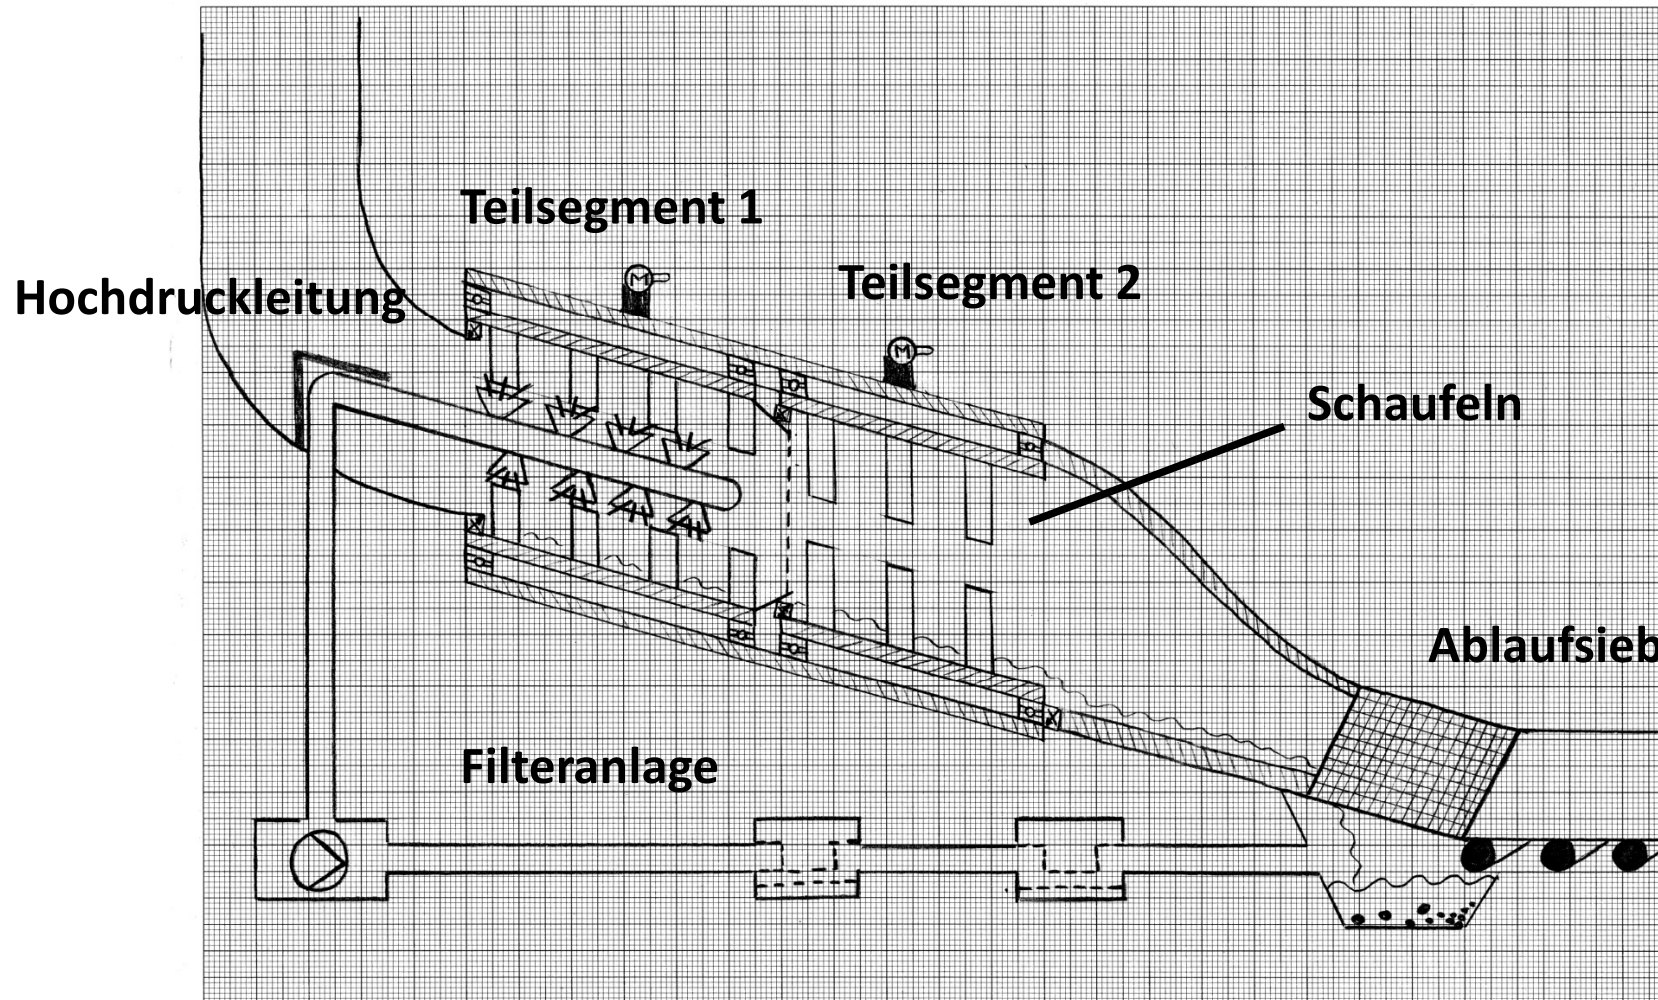 Teilsegment 1
Teilsegment 2
Hochdruckleitung
M
M
Schaufeln
Ablaufsieb
Filteranlage